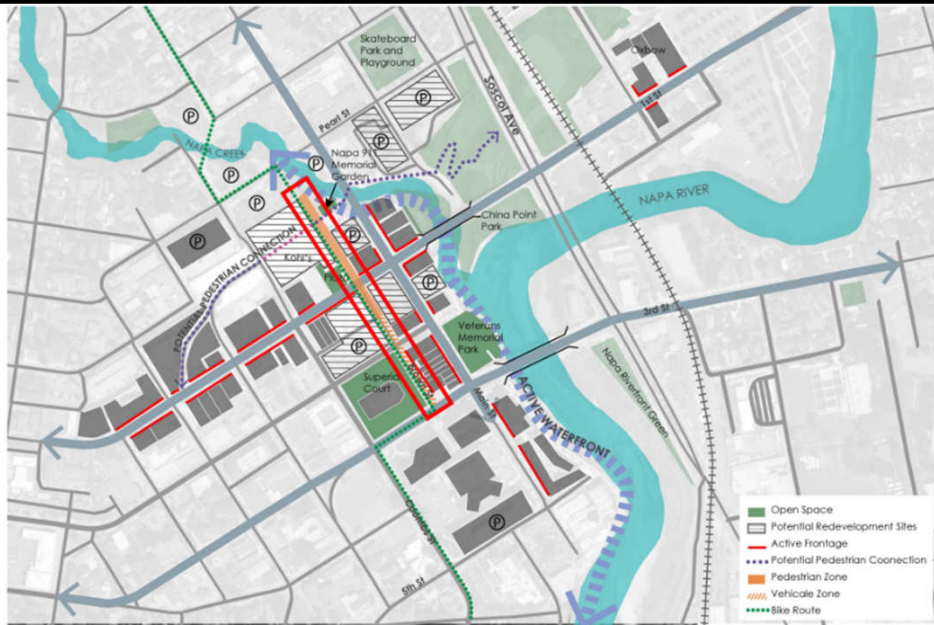 Skateboard
Park and
Playground
Oxbow
Soscol Ave
1st St
P
P
Pearl St
P
NAPA CREEK
P
P
Napa 911
Memorial
Garden
P
NAPA RIVER
China Point
Park
P
P
POTENTIAL PEDESTRIAN CONNECTION
Kohl's
P
3rd St
Veterans
Memorial
Park
P
Superior
Court
Main St
Napa Riverfront Green
ACTIVE WATERFRONT
P
5th St
Open Space
Potential Redevelopment Sites
Active Frontage
Potential Pedestrian Coonection
Pedestrian Zone
Vehicale Zone
Bike Route